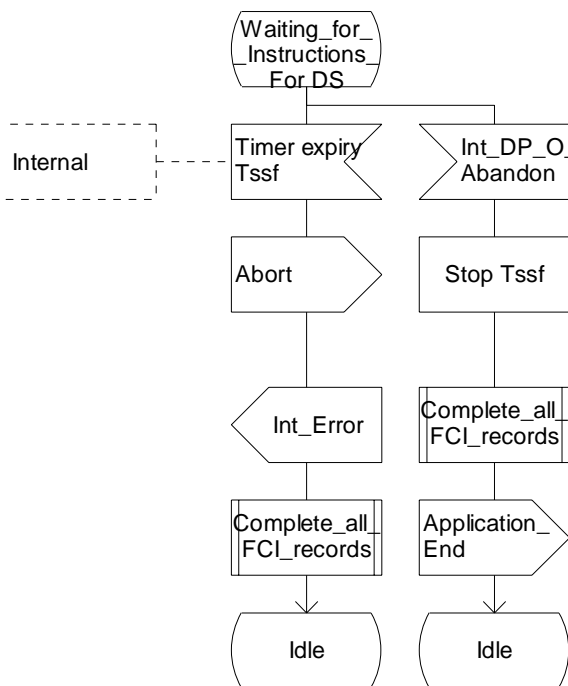 Waiting_for_
_Instructions_
For DS
Internal
Timer expiry
Tssf
Int_DP_O_
Abandon
Abort
Stop Tssf
Int_Error
Complete_all_
FCI_records
Complete_all_
FCI_records
Application_
End
Idle
Idle